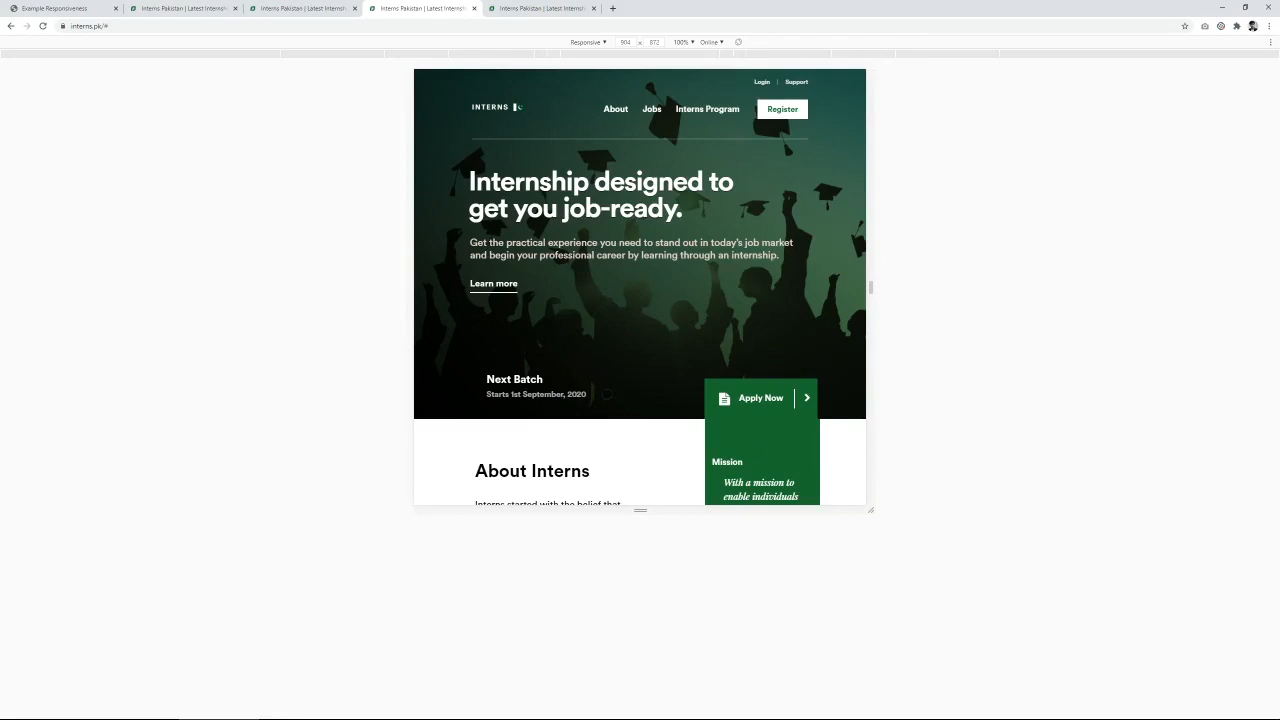 Example Responsiveness
Interns Pakistan | Latest Internsh
Interns Pakistan | Latest Internsh
Interns Pakistan | Latest Internsh
Interns Pakistan | Latest Internsh
interns.pk/#
Responsive 904 x 872 100% Online
Login | Support
INTERNS
About Jobs Interns Program Register
Internship designed to
get you job-ready.
Get the practical experience you need to stand out in today's job market
and begin your professional career by learning through an internship.
Learn more
Next Batch
Starts 1st September, 2020
Apply Now
About Interns
Mission
With a mission to
enable individuals
Interns started with the belief that